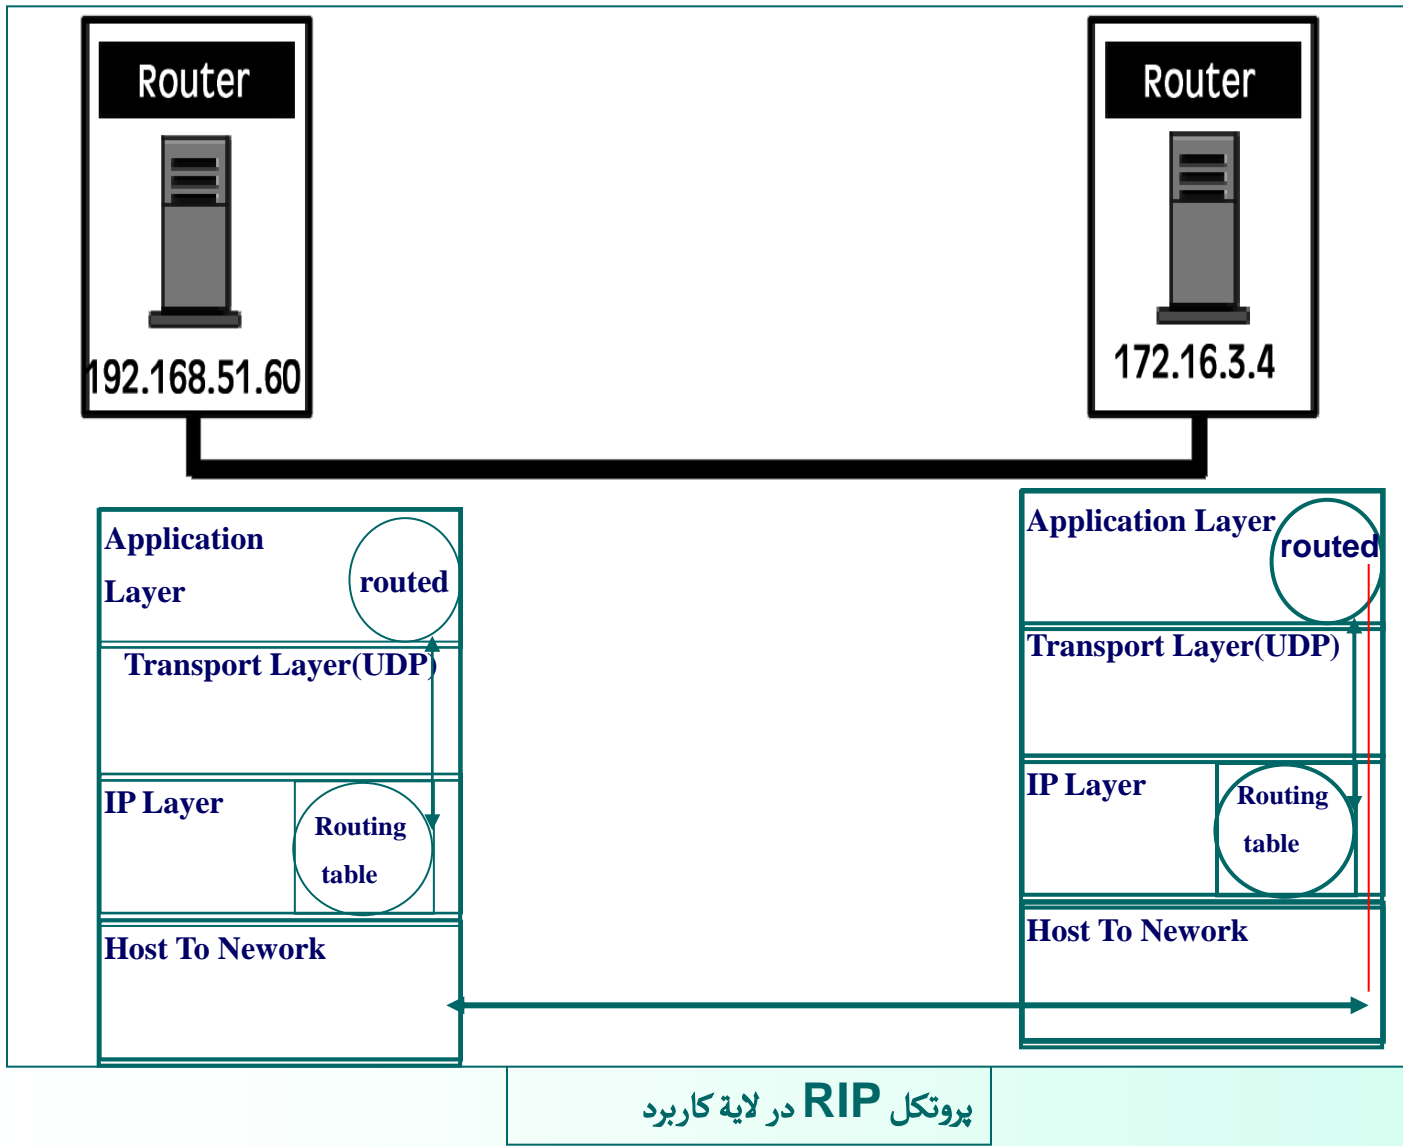 Router
192.168.51.60
Router
172.16.3.4
Application
Layer
routed
Transport Layer(UDP)
IP Layer
Routing
table
Host To Nework
Application Layer
routed
Transport Layer(UDP)
IP Layer
Routing
table
Host To Nework
پروتکل RIP در لایة کاربرد